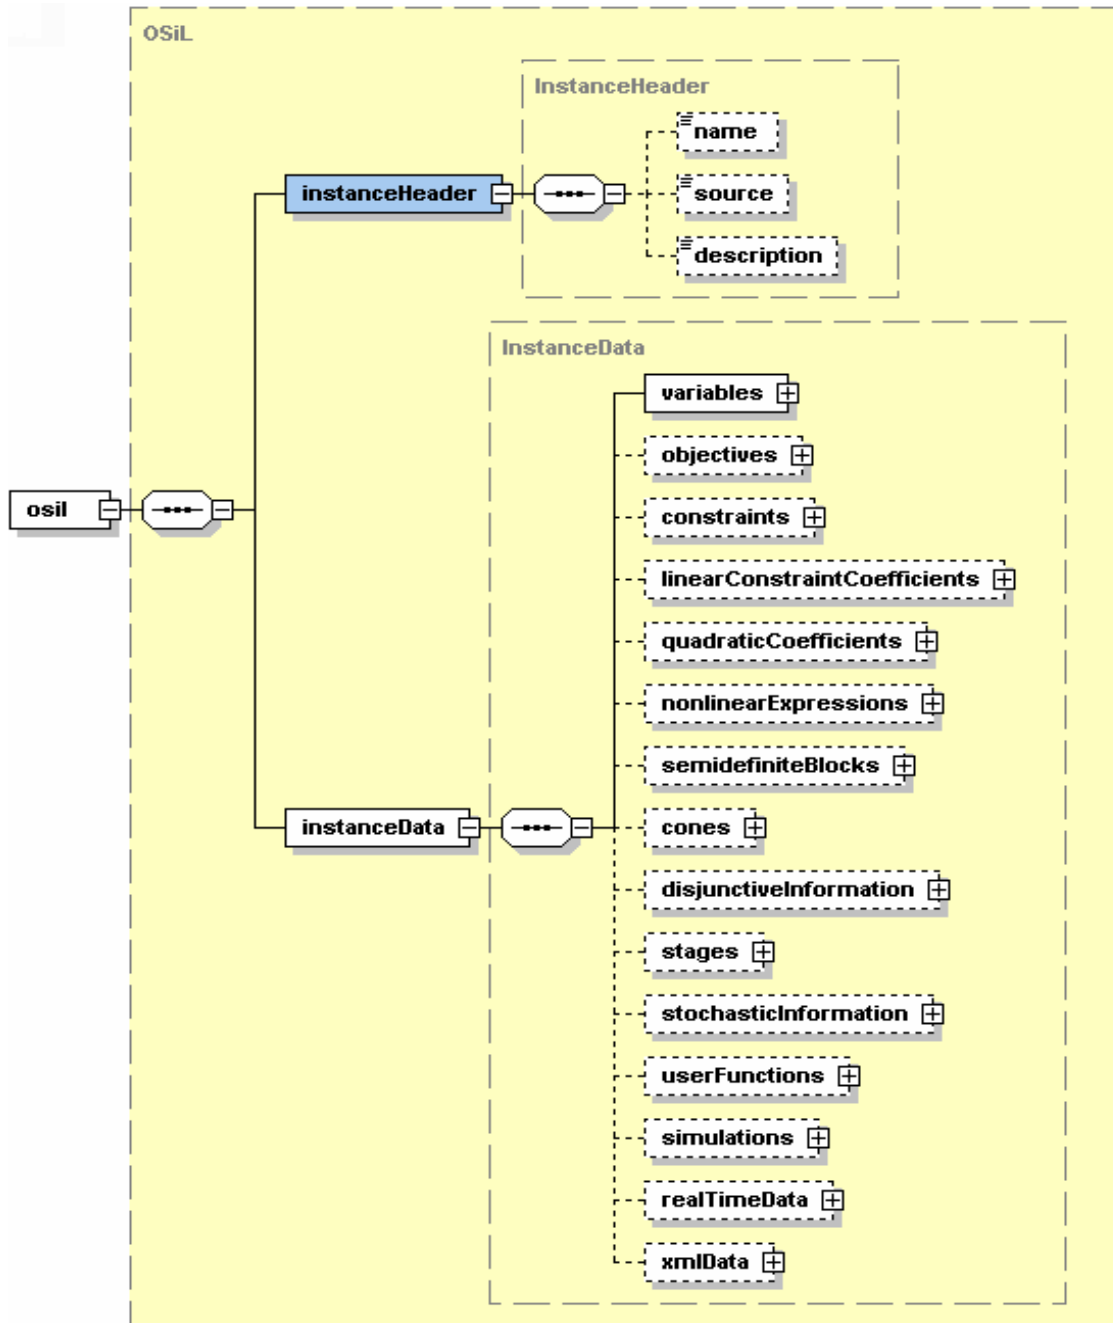 OSiL
InstanceHeader
name
instanceHeader
source
description
InstanceData
variables
objectives
osil
constraints
linearConstraintCoefficients
quadraticCoefficients
nonlinearExpressions
semidefiniteBlocks
instanceData
cones
disjunctiveInformation
stages
stochasticInformation
userFunctions
simulations
realTimeData
xmlData